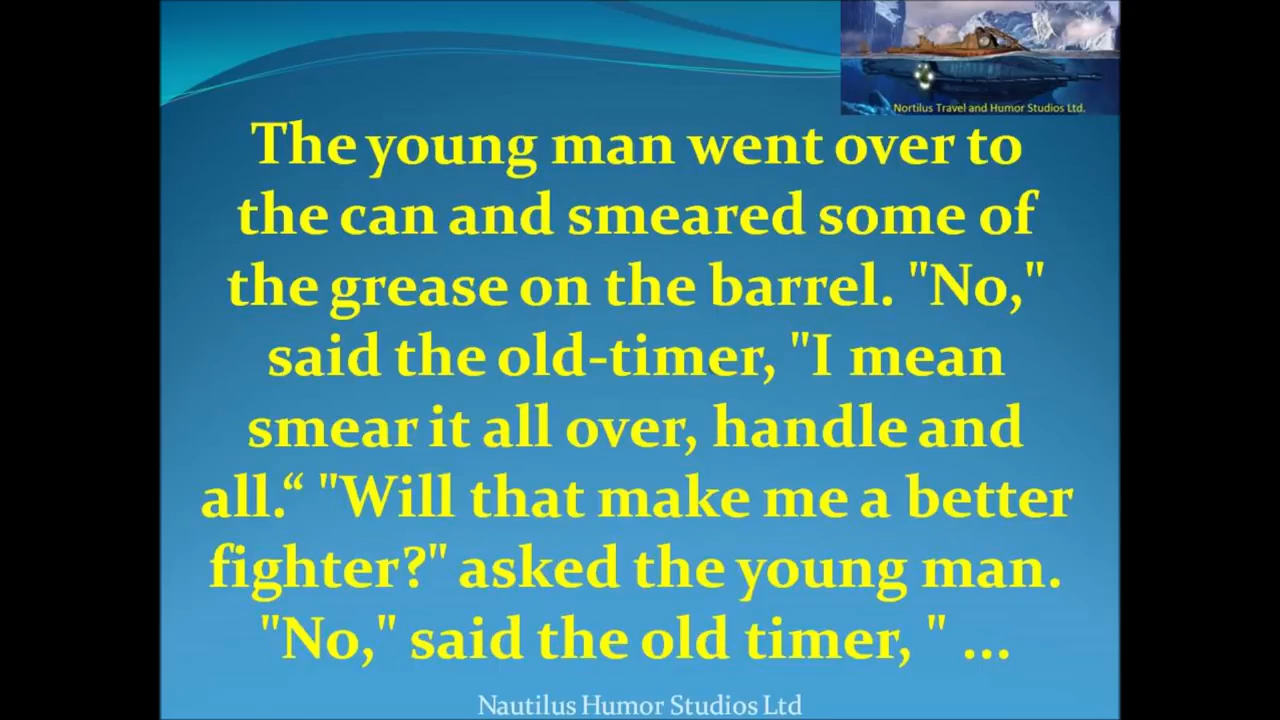 Nortilus Travel and Humor Studios Ltd.
The young man went over to
the can and smeared some of
the grease on the barrel. "No,"
said the old-timer, "I mean
smear it all over, handle and
all.“ "Will that make me a better
fighter?" asked the young man.
"No," said the old timer, " ...
Nautilus Humor Studios Ltd